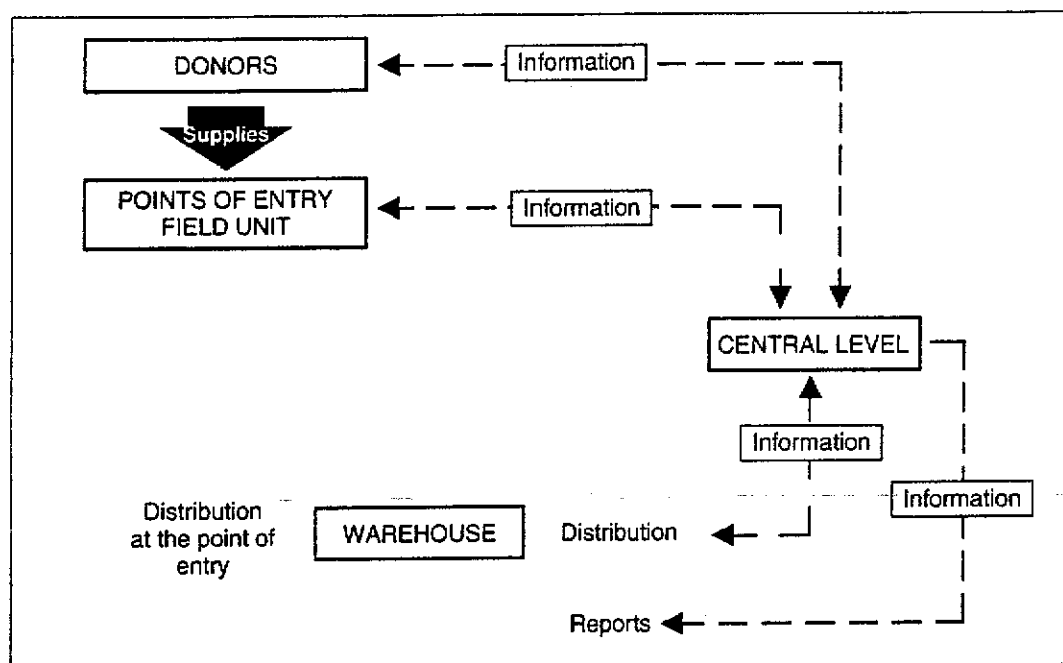 DONORS
Information
Supplies
POINTS OF ENTRY
FIELD UNIT
Information
CENTRAL LEVEL
Information
Information
Distribution
at the point of
entry
WAREHOUSE
Distribution
Reports